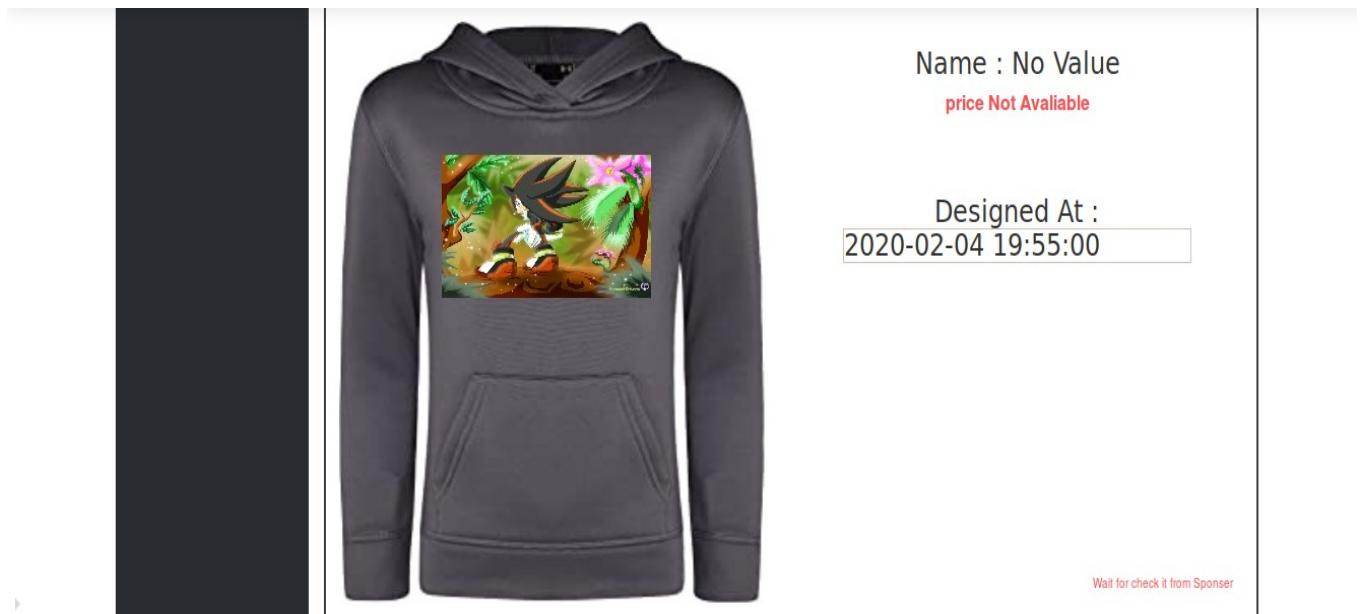 Name : No Value
price Not Avaliable
Designed At :
2020-02-04 19:55:00
Wait for check it from Sponser